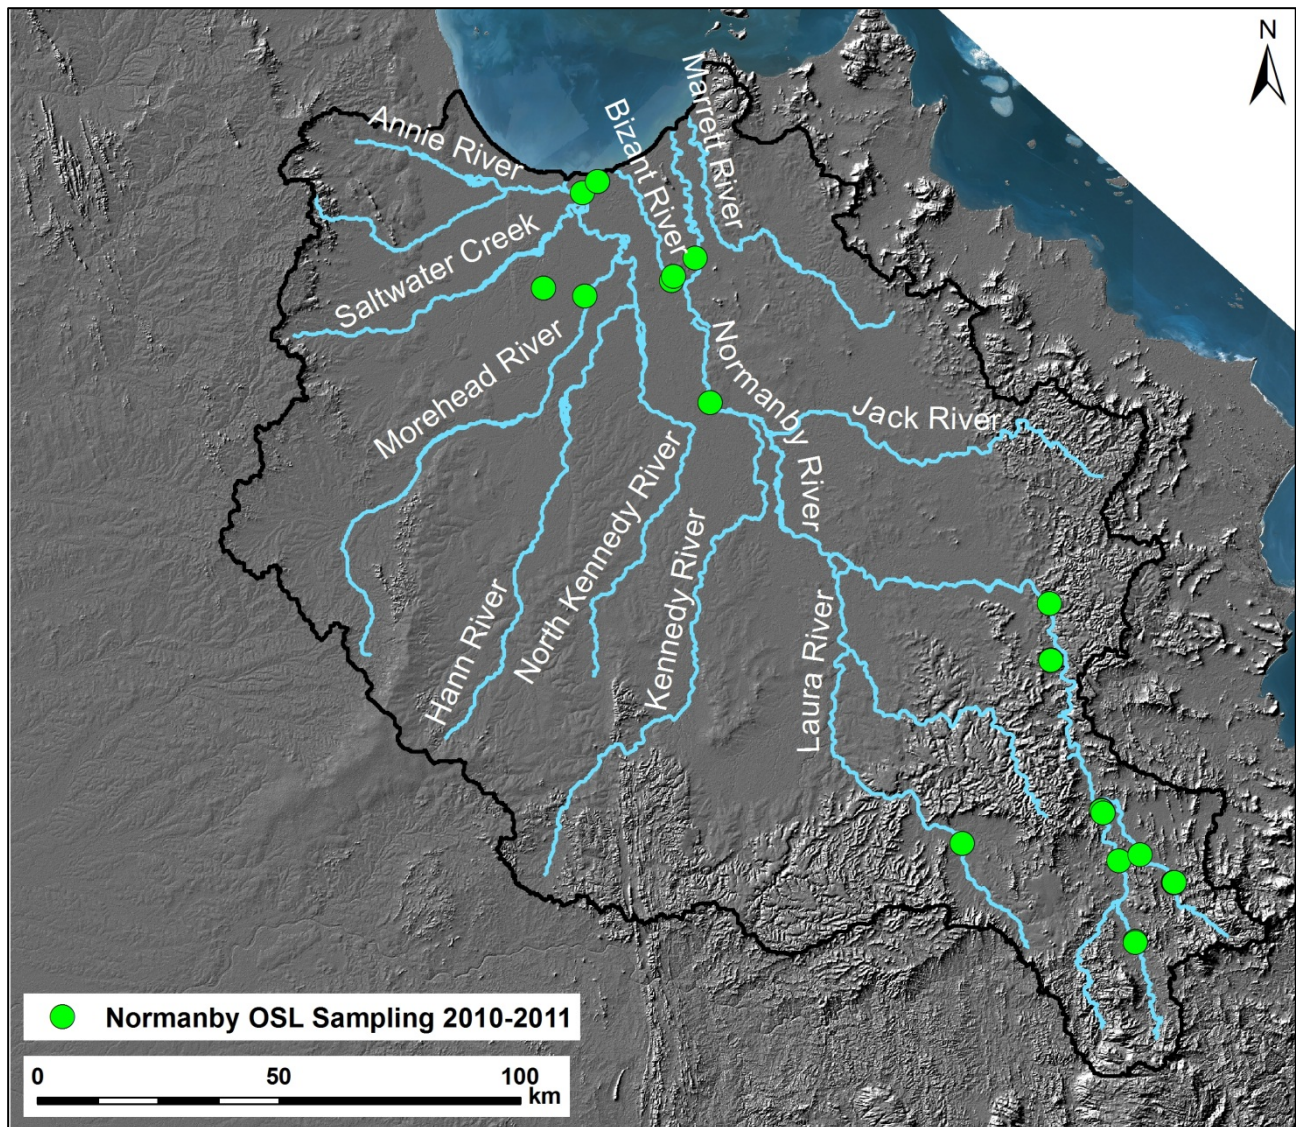 N
Marrett River
Bizant River
Annie River
Saltwater Creek
Morehead River
Normanby River
Jack River
Hann River
North Kennedy River
Kennedy River
Laura River
Normanby OSL Sampling 2010-2011
0 50 100
km